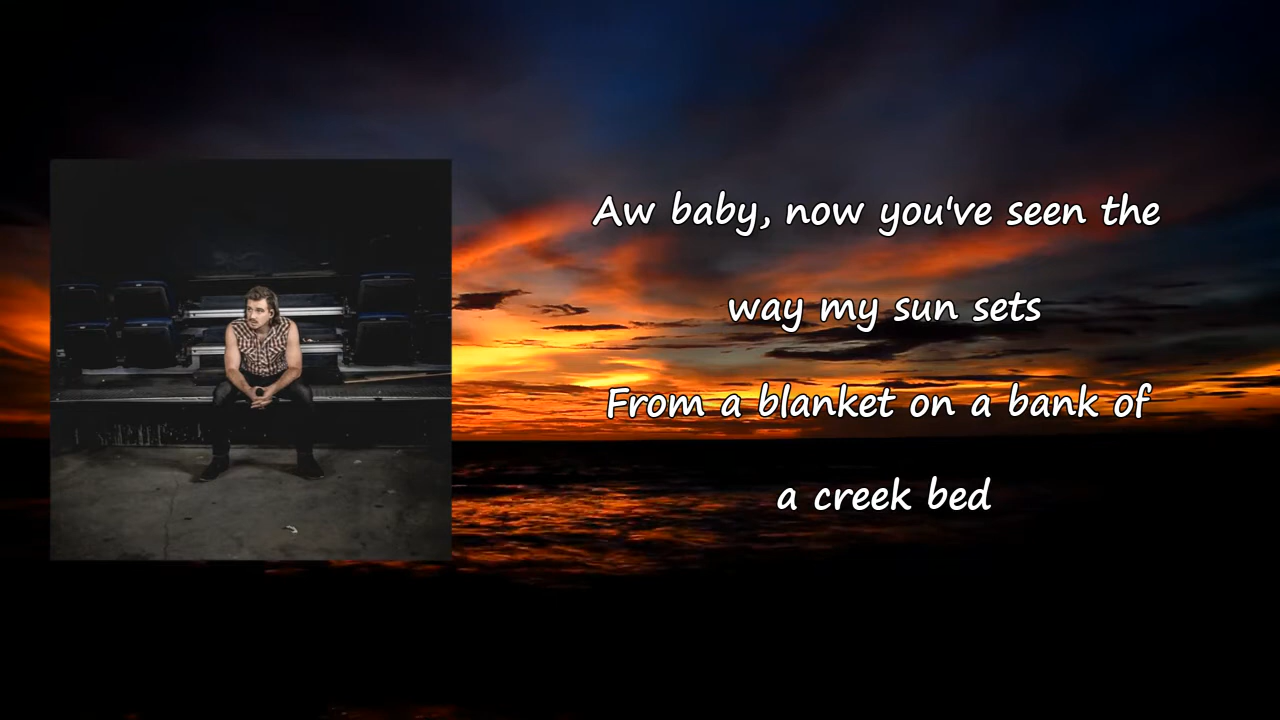 Aw baby, now you've seen the
way my sun sets
From a blanket on a bank of
a creek bed